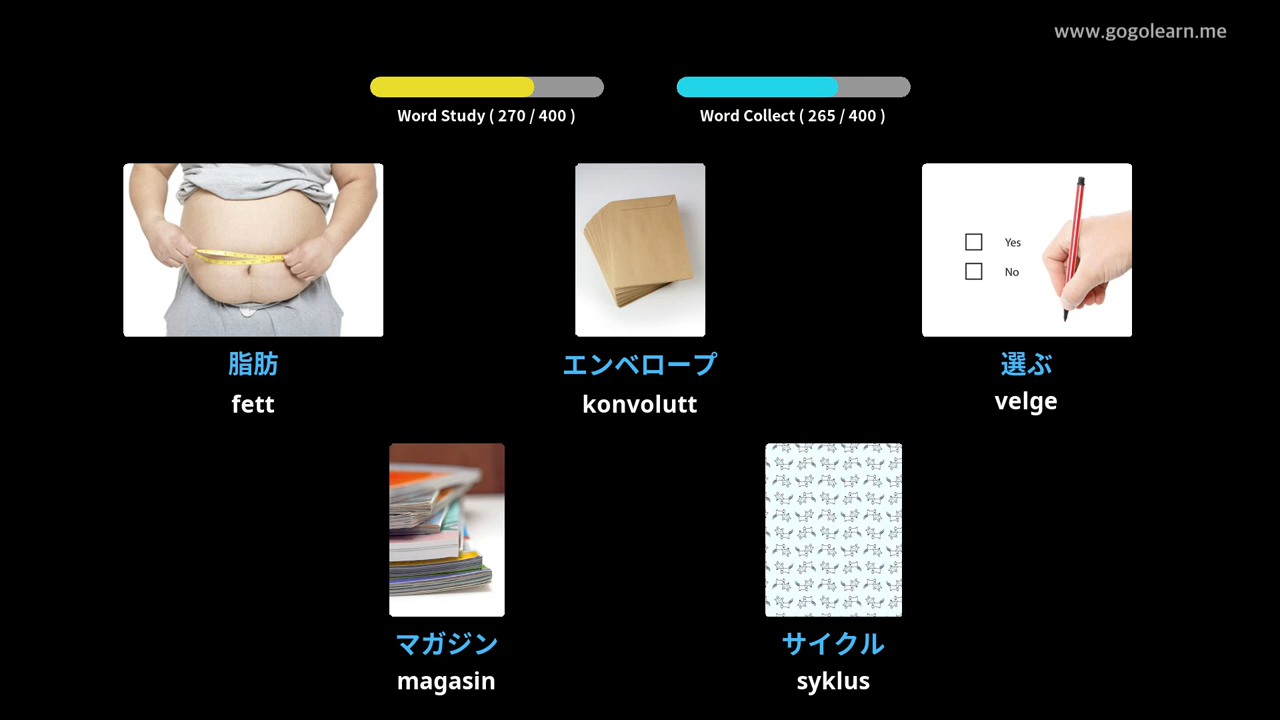 www.gogolearn.me
Word Study ( 270 / 400 )
Word Collect ( 265 / 400 )
Yes
No
脂肪
エンベロープ
選ぶ
fett
konvolutt
velge
マガジン
サイクル
magasin
syklus